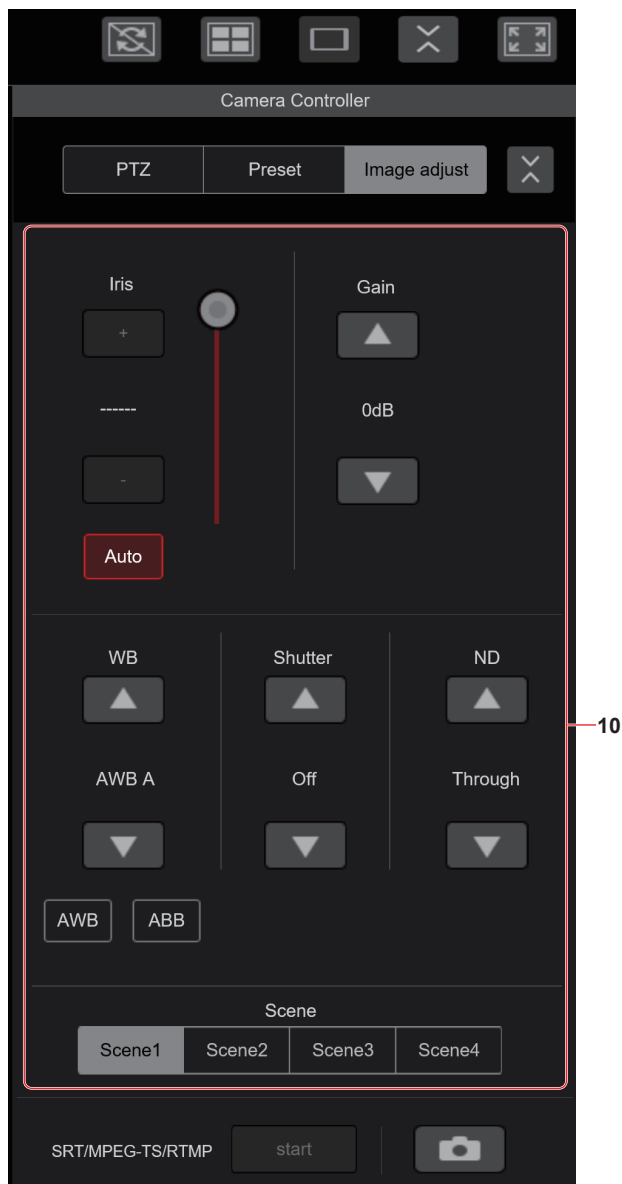 Camera Controller
PTZ Preset Image adjust
Iris Gain
+
------ 0dB
-
Auto
WB Shutter ND
AWB A Off Through
10
AWB ABB
Scene
Scene1 Scene2 Scene3 Scene4
SRT/MPEG-TS/RTMP start